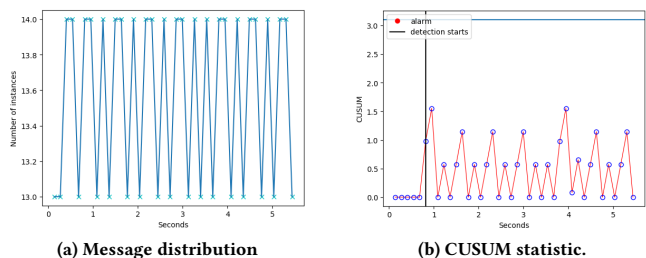 14.0
13.8
13.6
13.4
13.2
13.0
Number of instances
0 1 2 3 4 5
Seconds
(a) Message distribution
3.0
2.5
2.0
1.5
1.0
0.5
0.0
CUSUM
alarm
detection starts
0 1 2 3 4 5
Seconds
(b) CUSUM statistic.